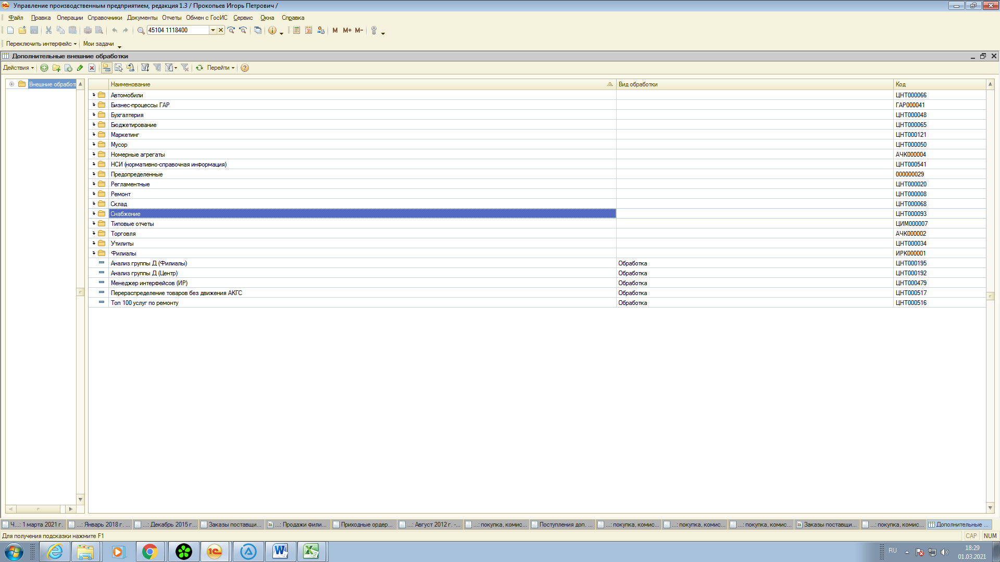 Управление производственным предприятием, редакция 1.3 / Прокопьев Игорь Петрович /
Файл Правка Операции Справочники Документы Отчеты Обмен с ГосИС Сервис Окна Справка
45104 1118400 M M+ M-
Переключить интерфейс Мои задачи
Дополнительные внешние обработки
Действия Перейти
Внешние обработ Наименование Вид обработки Код
Автомобили ЦНТ000066
Бизнес-процессы ГАР ГАР000041
Бухгалтерия ЦНТ000048
Бюджетирование ЦНТ000065
Маркетинг ЦНТ000121
Мусор ЦНТ000050
Номерные агрегаты АЧК000004
НСИ (нормативно-справочная информация) ЦНТ000541
Предопределенные 000000029
Регламентные ЦНТ000020
Ремонт ЦНТ000008
Склад ЦНТ000068
Снабжение ЦНТ000093
Типовые отчеты ЦИМ000007
Торговля АЧК000002
Утилиты ЦНТ000034
Филиалы ИРК000001
Анализ группы Д (Филиалы) Обработка ЦНТ000195
Анализ группы Д (Центр) Обработка ЦНТ000192
Менеджер интерфейсов (ИР) Обработка ЦНТ000479
Перераспределение товаров без движения АКГС Обработка ЦНТ000517
Топ 100 услуг по ремонту Обработка ЦНТ000516
Ч...: 1 марта 2021 г. ...: Январь 2018 г. ... ...: Декабрь 2015 г... Заказы поставщи... ...: Продажи фили... Приходные ордер... ...: Август 2012 г. -... ...: покупка, комис... Поступления доп. ... ...: покупка, комис... ...: покупка, комис... ...: покупка, комис... Заказы поставщи... ...: покупка, комис... Дополнительные ...
Для получения подсказки нажмите F1 CAP NUM
RU 18:29
01.03.2021